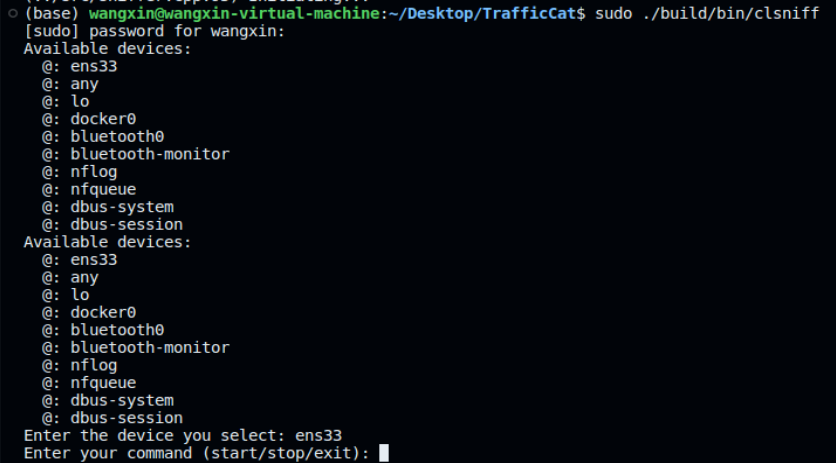 (base) wangxin@wangxin-virtual-machine:~/Desktop/TrafficCat$ sudo ./build/bin/clsniff
[sudo] password for wangxin:
Available devices:
@: ens33
@: any
@: lo
@: docker0
@: bluetooth0
@: bluetooth-monitor
@: nflog
@: nfqueue
@: dbus-system
@: dbus-session
Available devices:
@: ens33
@: any
@: lo
@: docker0
@: bluetooth0
@: bluetooth-monitor
@: nflog
@: nfqueue
@: dbus-system
@: dbus-session
Enter the device you select: ens33
Enter your command (start/stop/exit):